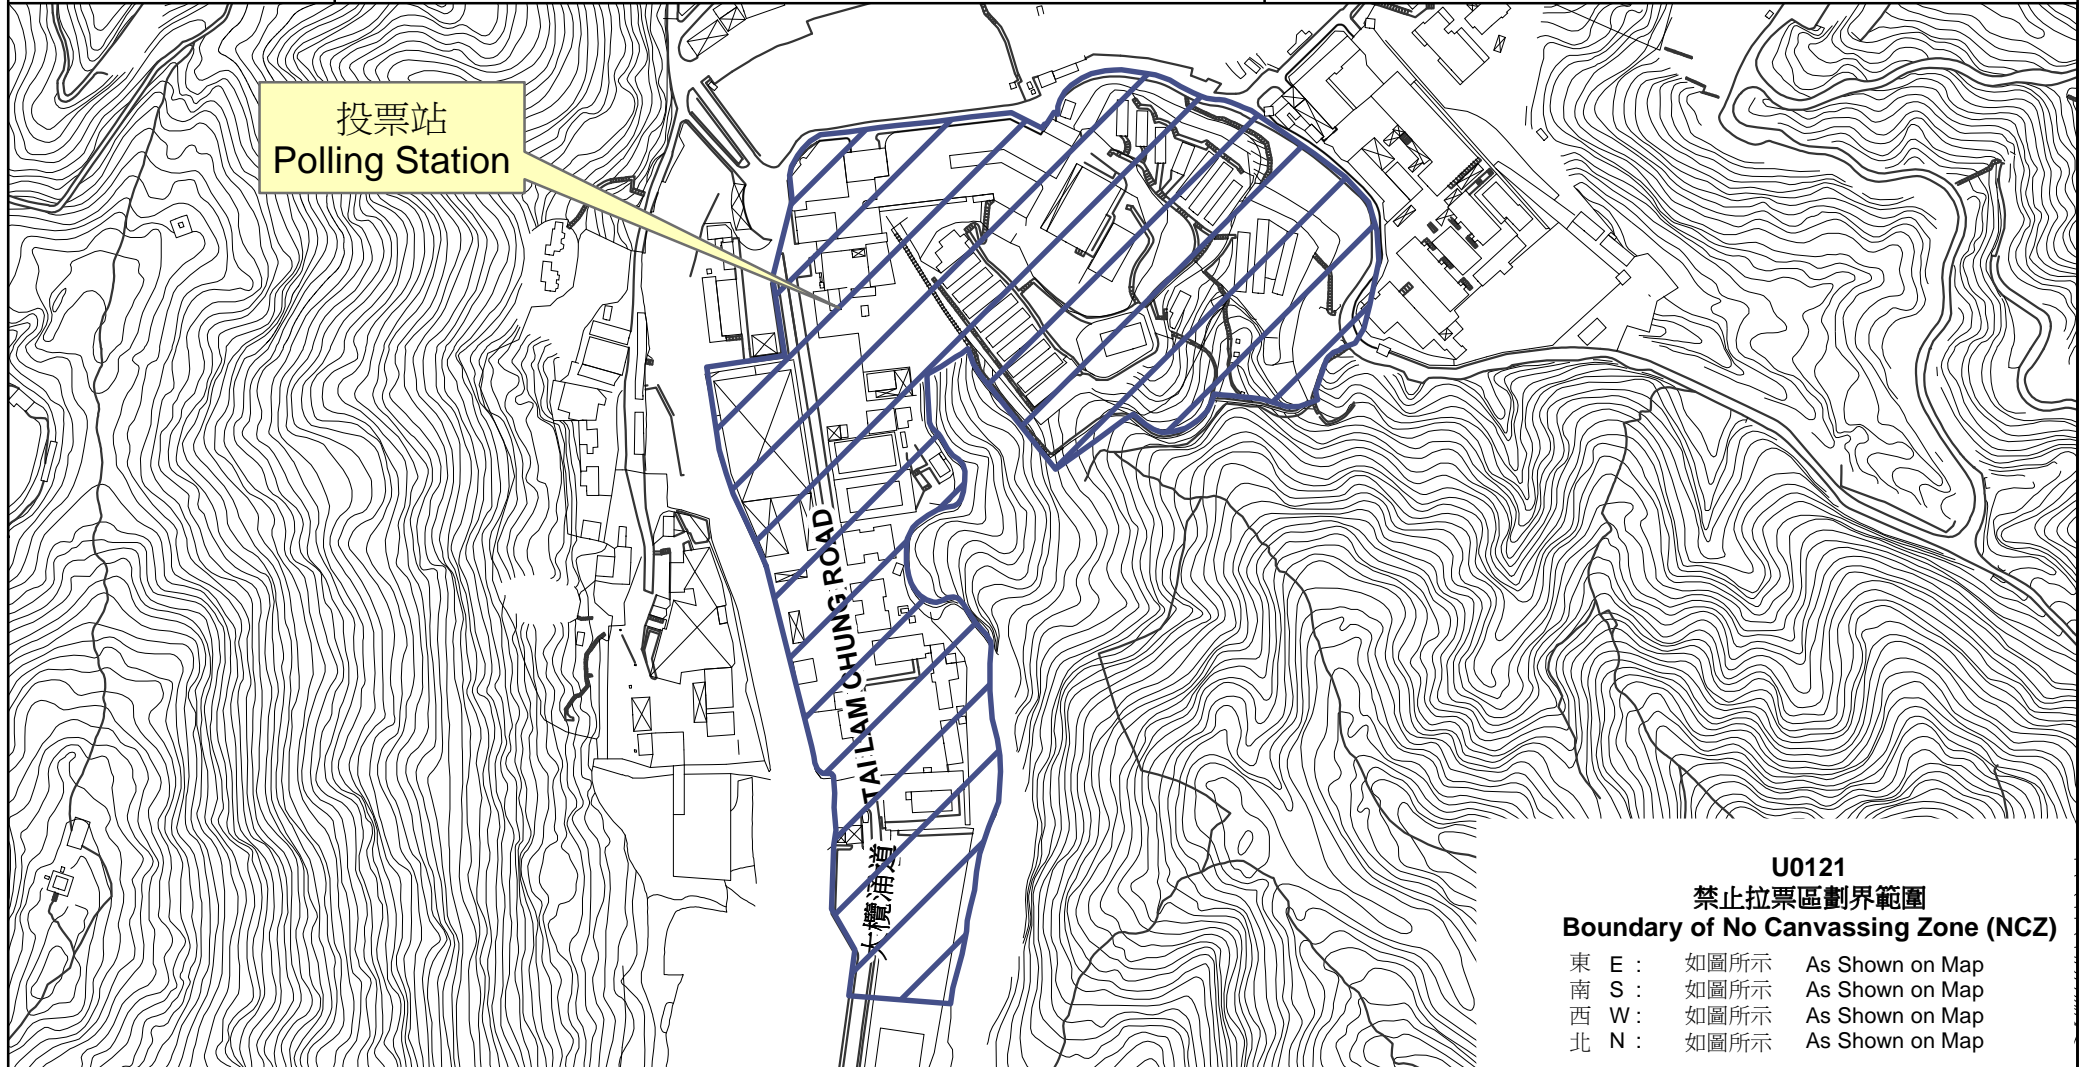 投票站
Polling Station
TAI LAM CHUNG ROAD
大欖涌道
U0121
禁止拉票區劃界範圍
Boundary of No Canvassing Zone (NCZ)
東 E : 如圖所示 As Shown on Map
南 S : 如圖所示 As Shown on Map
西 W : 如圖所示 As Shown on Map
北 N : 如圖所示 As Shown on Map